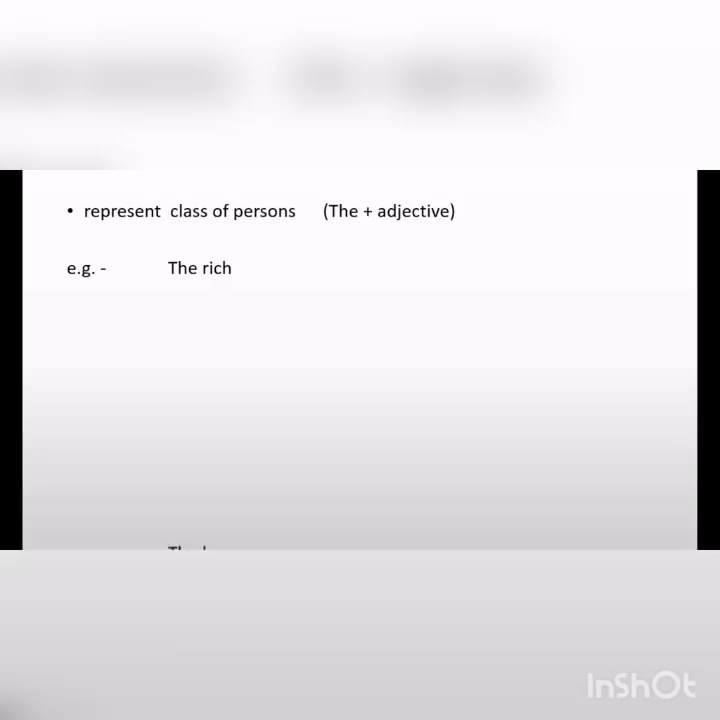 • represent class of persons (The + adjective)
e.g. - The rich
InShOt